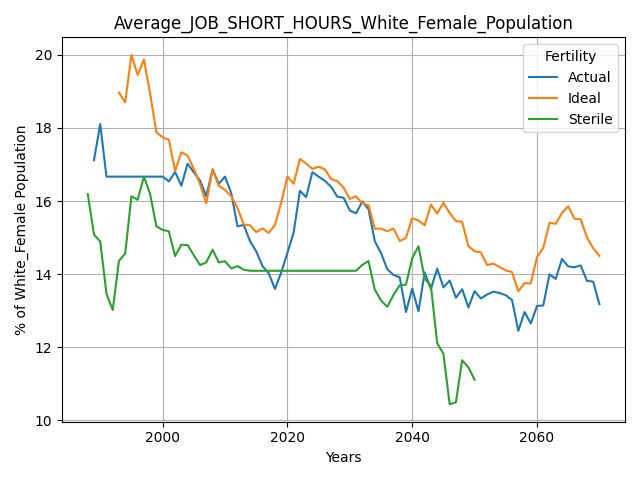 Average_JOB_SHORT_HOURS_White_Female_Population
% of White_Female Population
20
18
16
14
12
10
2000
2020
2040
2060
Years
Fertility
Actual
Ideal
Sterile